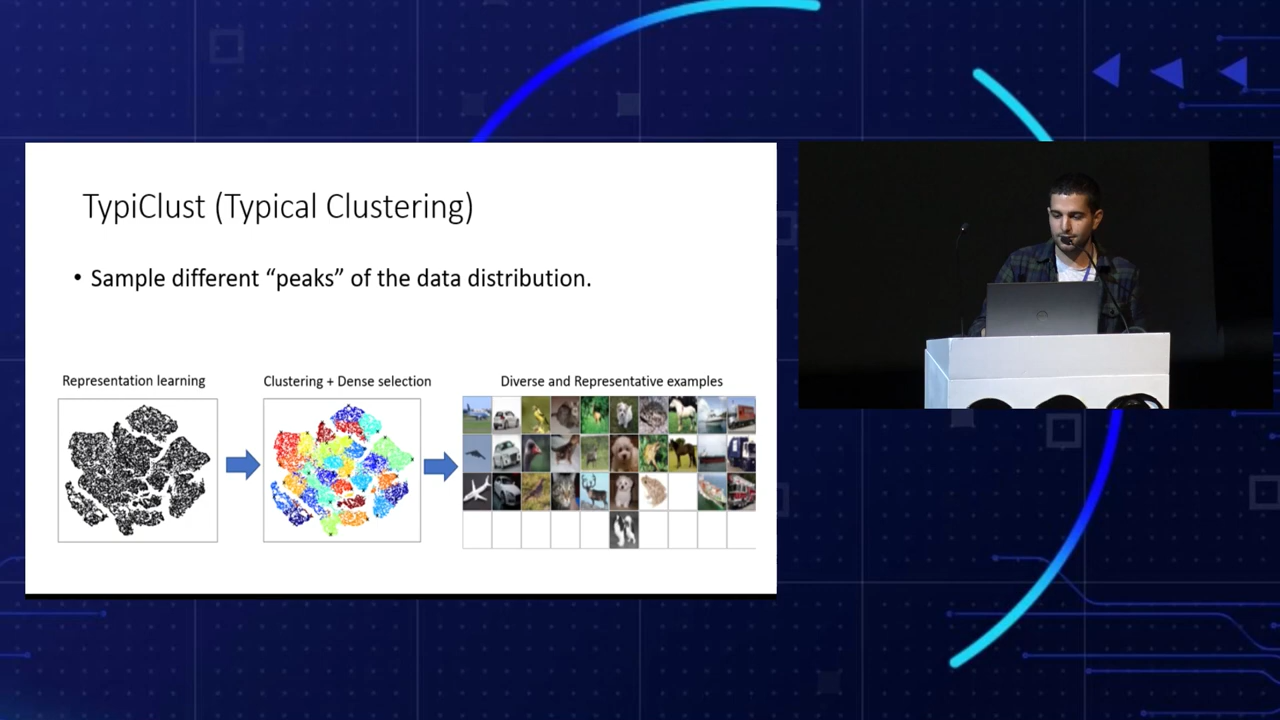 TypiClust (Typical Clustering)
• Sample different “peaks” of the data distribution.
Representation learning
Clustering + Dense selection
Diverse and Representative examples